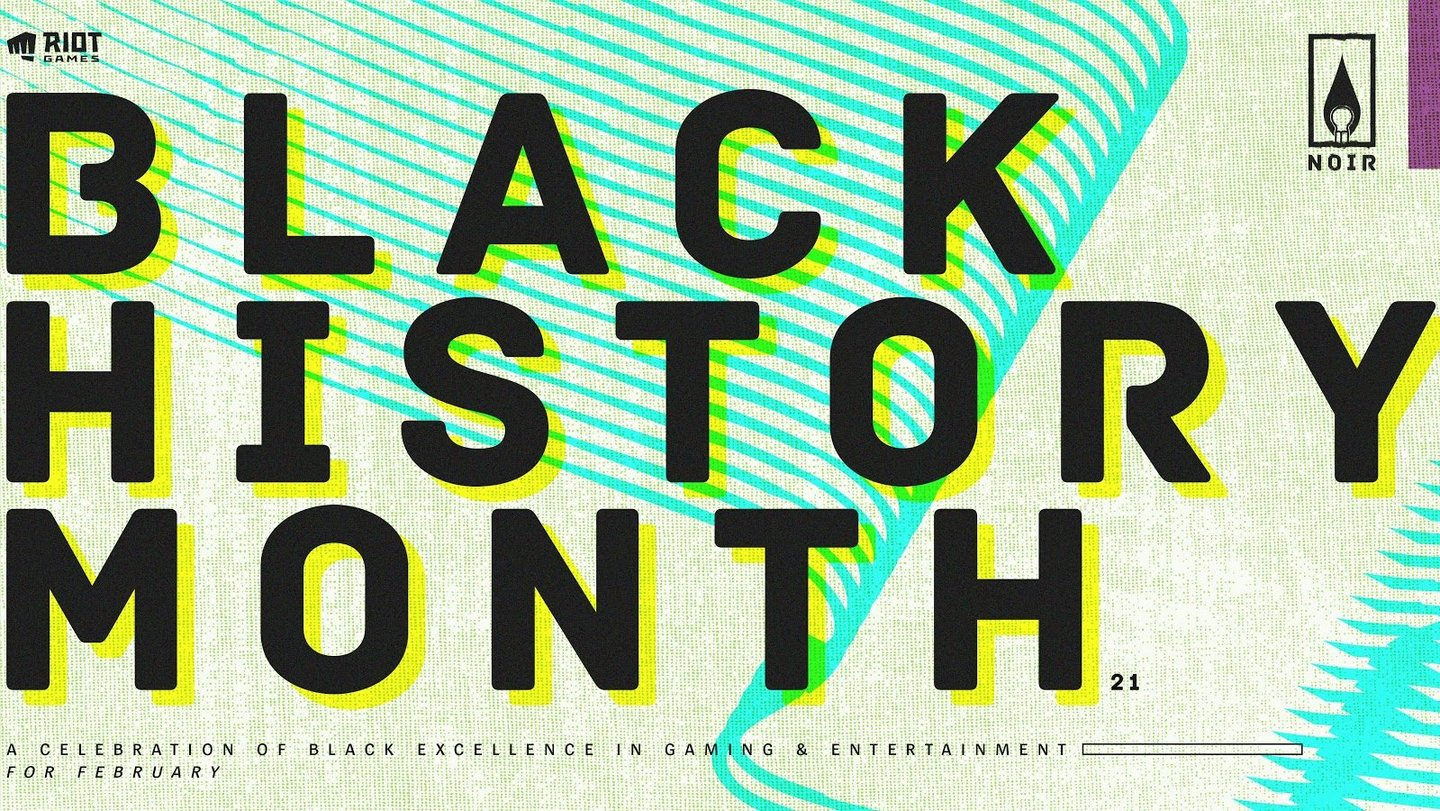 RIOT
GAMES
NOIR
BLACK
HISTORY
MONTH
21
A CELEBRATION OF BLACK EXCELLENCE IN GAMING & ENTERTAINMENT
FOR FEBRUARY